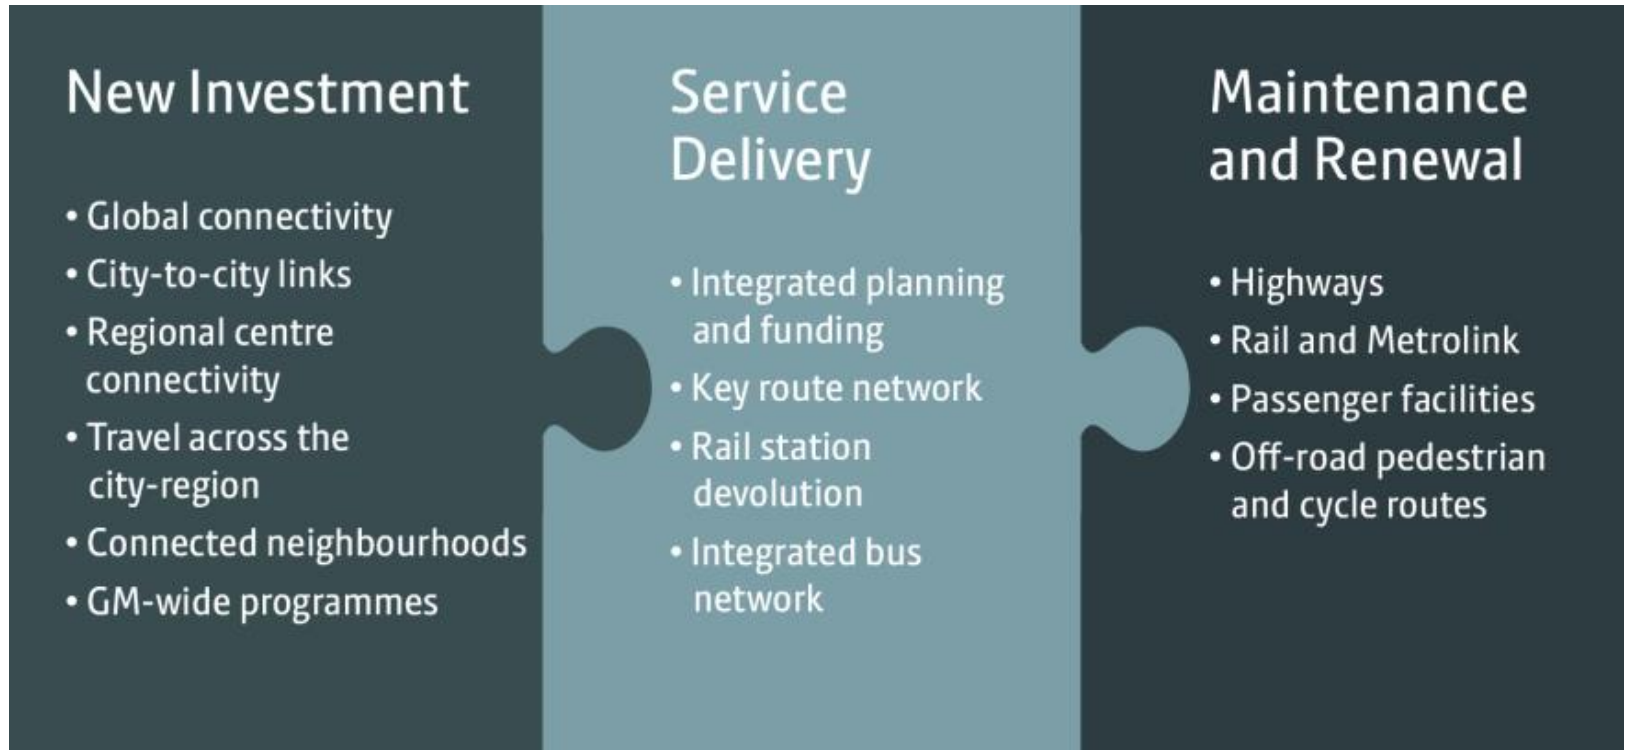 New Investment
• Global connectivity
• City-to-city links
• Regional centre
connectivity
• Travel across the
city-region
• Connected neighbourhoods
• GM-wide programmes
Service
Delivery
• Integrated planning
and funding
• Key route network
• Rail station
devolution
• Integrated bus
network
Maintenance
and Renewal
• Highways
• Rail and Metrolink
• Passenger facilities
• Off-road pedestrian
and cycle routes